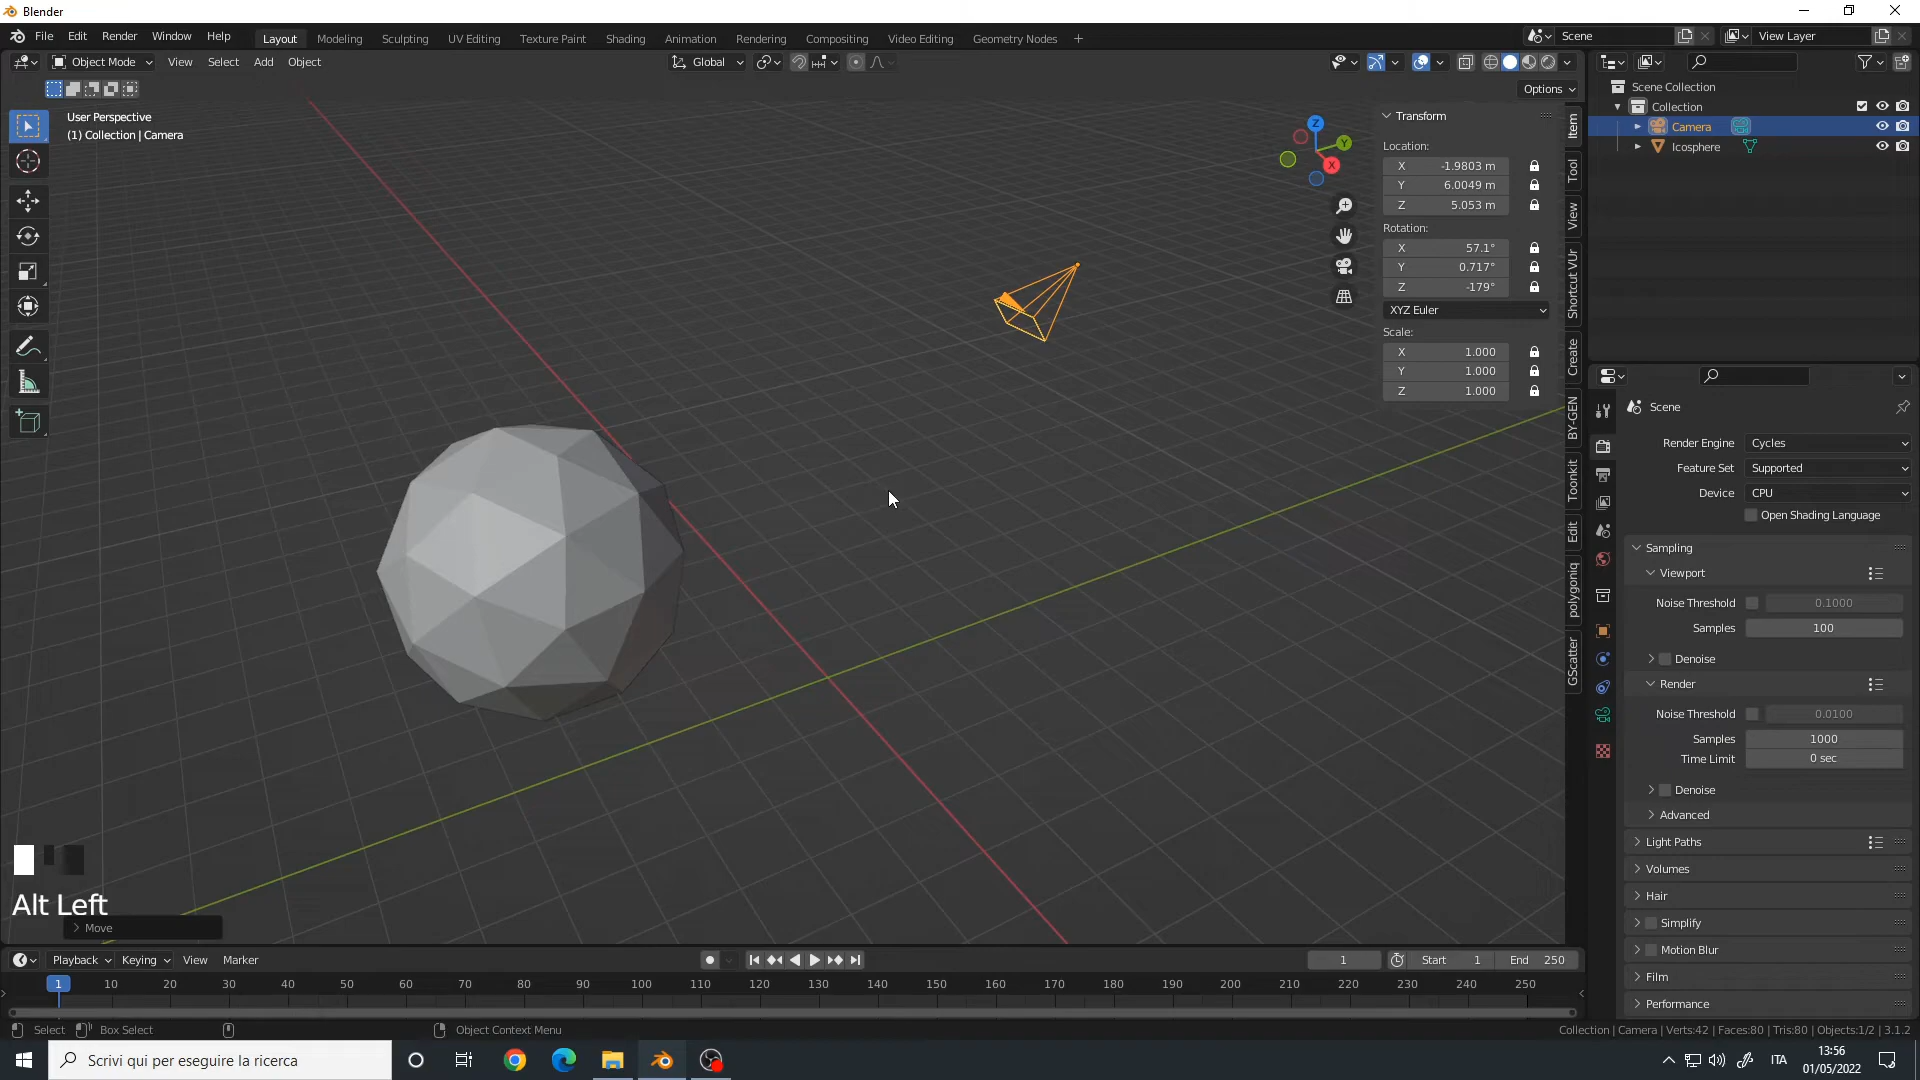 Blender
File Edit Render Window Help Layout Modeling Sculpting UV Editing Texture Paint Shading Animation Rendering Compositing Video Editing Geometry Nodes + Scene View Layer
Object Mode View Select Add Object Global
Options
User Perspective
(1) Collection | Camera
Z
Y
X
Transform
Location:
X -1.9803 m
Y 6.0049 m
Z 5.053 m
Rotation:
X 57.1°
Y 0.717°
Z -179°
XYZ Euler
Scale:
X 1.000
Y 1.000
Z 1.000
Item
Tool
View
Shortcut VUr
Create
BY-GEN
Toonkit
Edit
polygoniq
GScatter
Scene Collection
Collection
Camera
Icosphere
Scene
Render Engine Cycles
Feature Set Supported
Device CPU
Open Shading Language
Sampling
Viewport
Noise Threshold 0.1000
Samples 100
Denoise
Render
Noise Threshold 0.0100
Samples 1000
Time Limit 0 sec
Denoise
Advanced
Light Paths
Volumes
Hair
Simplify
Motion Blur
Film
Performance
Alt Left
Move
Playback Keying View Marker 1 Start 1 End 250
1 10 20 30 40 50 60 70 80 90 100 110 120 130 140 150 160 170 180 190 200 210 220 230 240 250
Select Box Select Object Context Menu Collection | Camera | Verts:42 | Faces:80 | Tris:80 | Objects:1/2 | 3.1.2
Scrivi qui per eseguire la ricerca ITA
13:56
01/05/2022